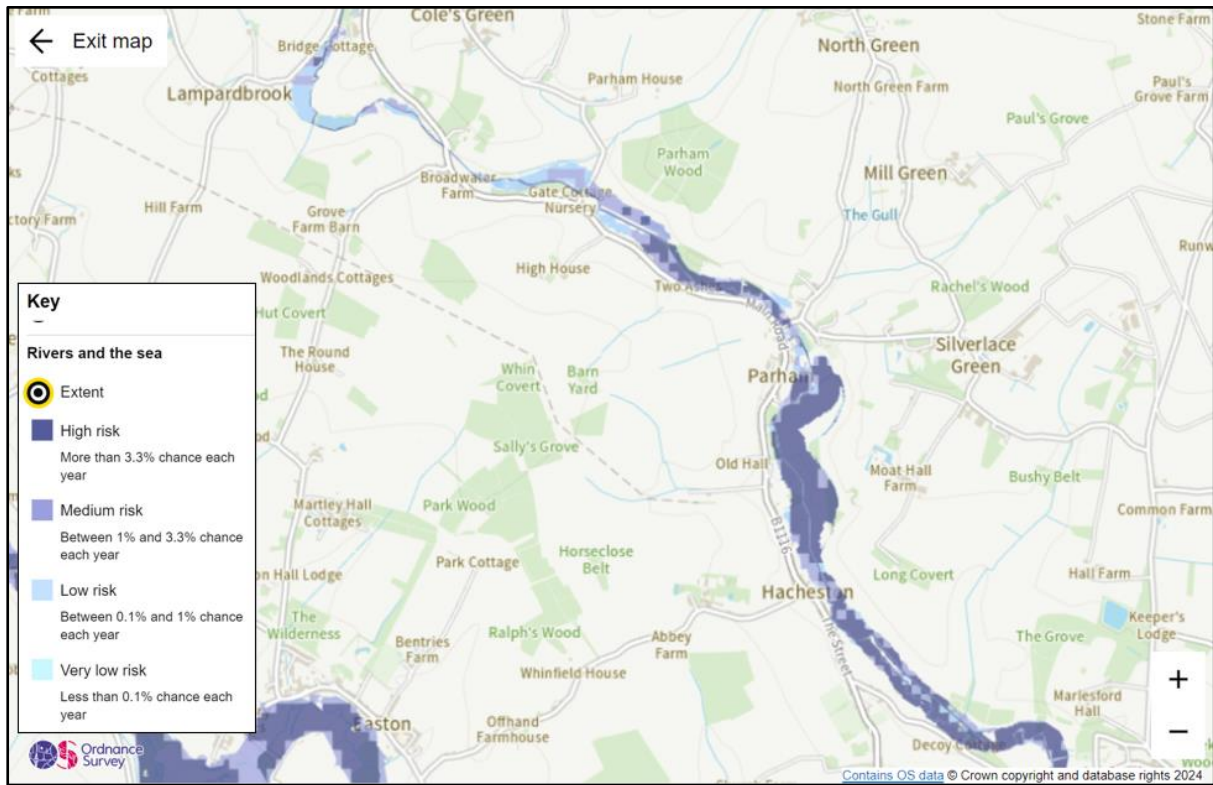 Exit map
Cole's Green
Stone Farm
Bridge Cottage
North Green
Cottages
Parham House
Paul's
Grove Farm
Lampardbrook
North Green Farm
Paul's Grove
Parham
Wood
Mill Green
Broadwater
Farm
Gate Cottage
Nursery
Hill Farm
Grove
Farm Barn
The Gull
ctory Farm
Runw
High House
Woodlands Cottages
Two Ashes
Main Road
Rachel's Wood
Hut Covert
Silverlace
Green
The Round
House
Whin
Covert
Barn
Yard
Parham
Sally's Grove
Old Hall
Moat Hall
Farm
Bushy Belt
Martley Hall
Cottages
Park Wood
Common Farm
B1116
Horseclose
Belt
Park Cottage
on Hall Lodge
Long Covert
Hall Farm
Hacheston
Keeper's
Lodge
The
Wilderness
Bentries
Farm
Ralph's Wood
Abbey
Farm
The Street
The Grove
Whinfield House
Marlesford
Hall
Easton
Offhand
Farmhouse
Decoy Cottage
Key
Rivers and the sea
Extent
High risk
More than 3.3% chance each
year
Medium risk
Between 1% and 3.3% chance
each year
Low risk
Between 0.1% and 1% chance
each year
Very low risk
Less than 0.1% chance each
year
+
−
Ordnance
Survey
Contains OS data © Crown copyright and database rights 2024